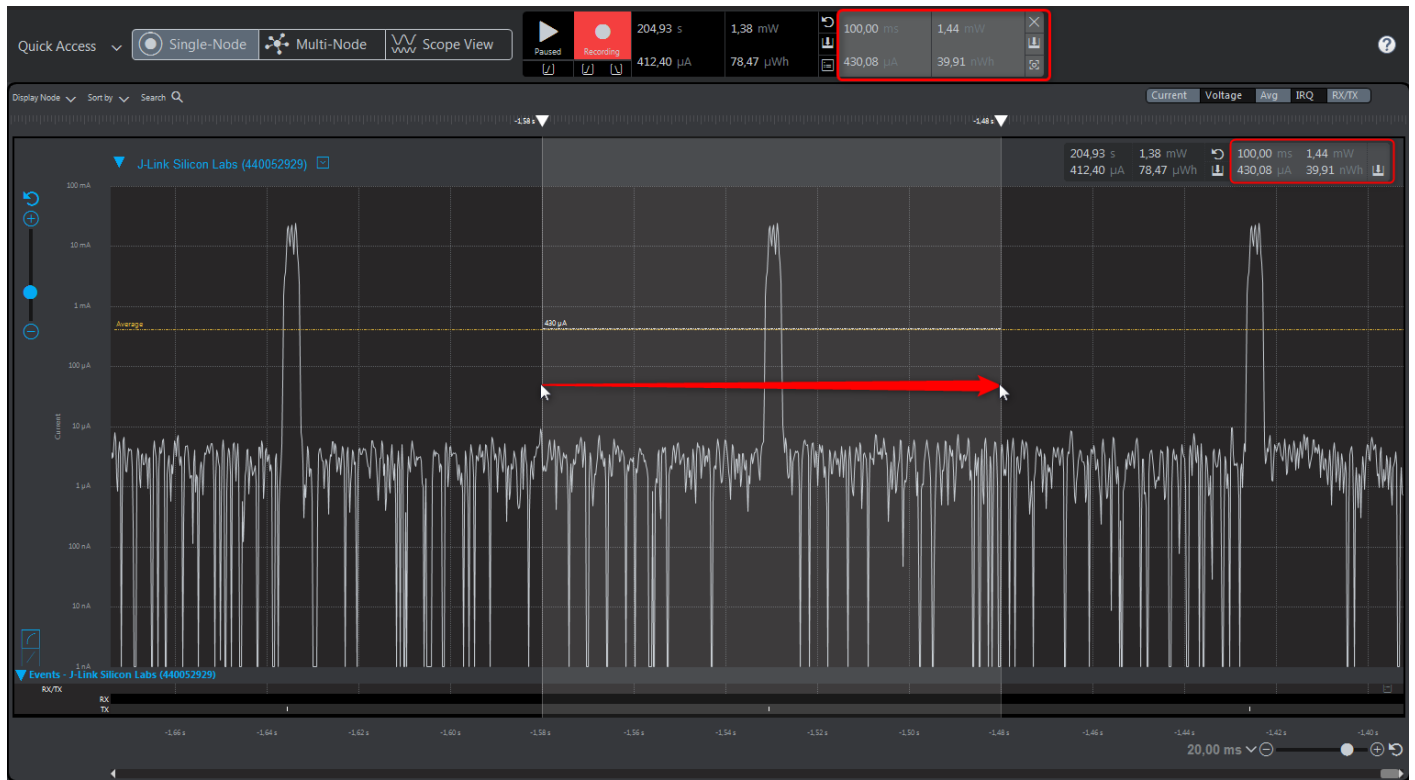 Quick Access
Single-Node
Multi-Node
Scope View
Paused
Recording
204,93 s
1,38 mW
412,40 µA
78,47 µWh
100,00 ms
1,44 mW
430,08 µA
39,91 nWh
Display Node
Sort by
Search
Current
Voltage
Avg
IRQ
RX/TX
-1,58 s
-1,48 s
J-Link Silicon Labs (440052929)
204,93 s 1,38 mW
412,40 µA 78,47 µWh
100,00 ms 1,44 mW
430,08 µA 39,91 nWh
100 mA
10 mA
1 mA
Average
430 µA
100 µA
Current
10 µA
1 µA
100 nA
10 nA
1 nA
Events - J-Link Silicon Labs (440052929)
RX/TX
RX
TX
-1,66 s
-1,64 s
-1,62 s
-1,60 s
-1,58 s
-1,56 s
-1,54 s
-1,52 s
-1,50 s
-1,48 s
-1,46 s
-1,44 s
-1,42 s
-1,40 s
20,00 ms